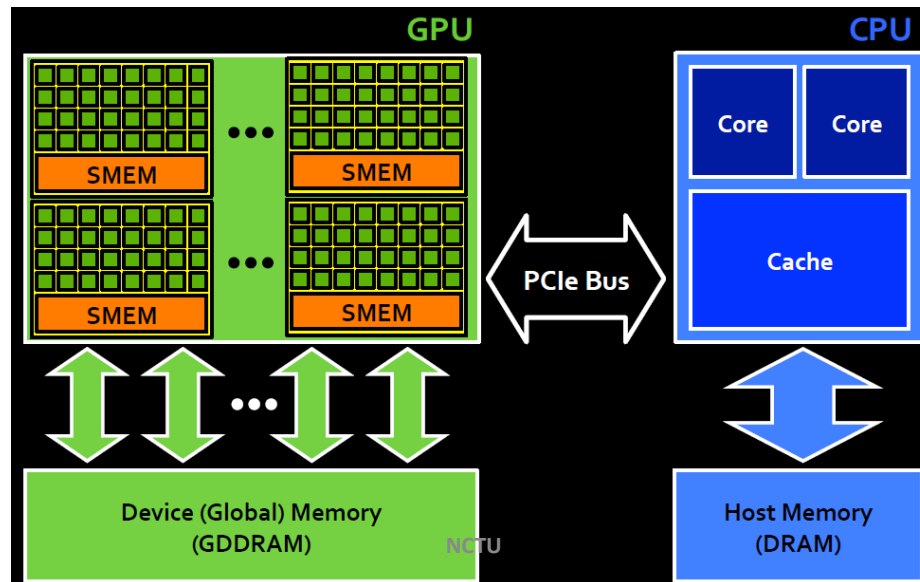 GPU
CPU
SMEM
SMEM
SMEM
SMEM
PCIe Bus
Core
Core
Cache
Device (Global) Memory
(GDDRAM)
NCTU
Host Memory
(DRAM)